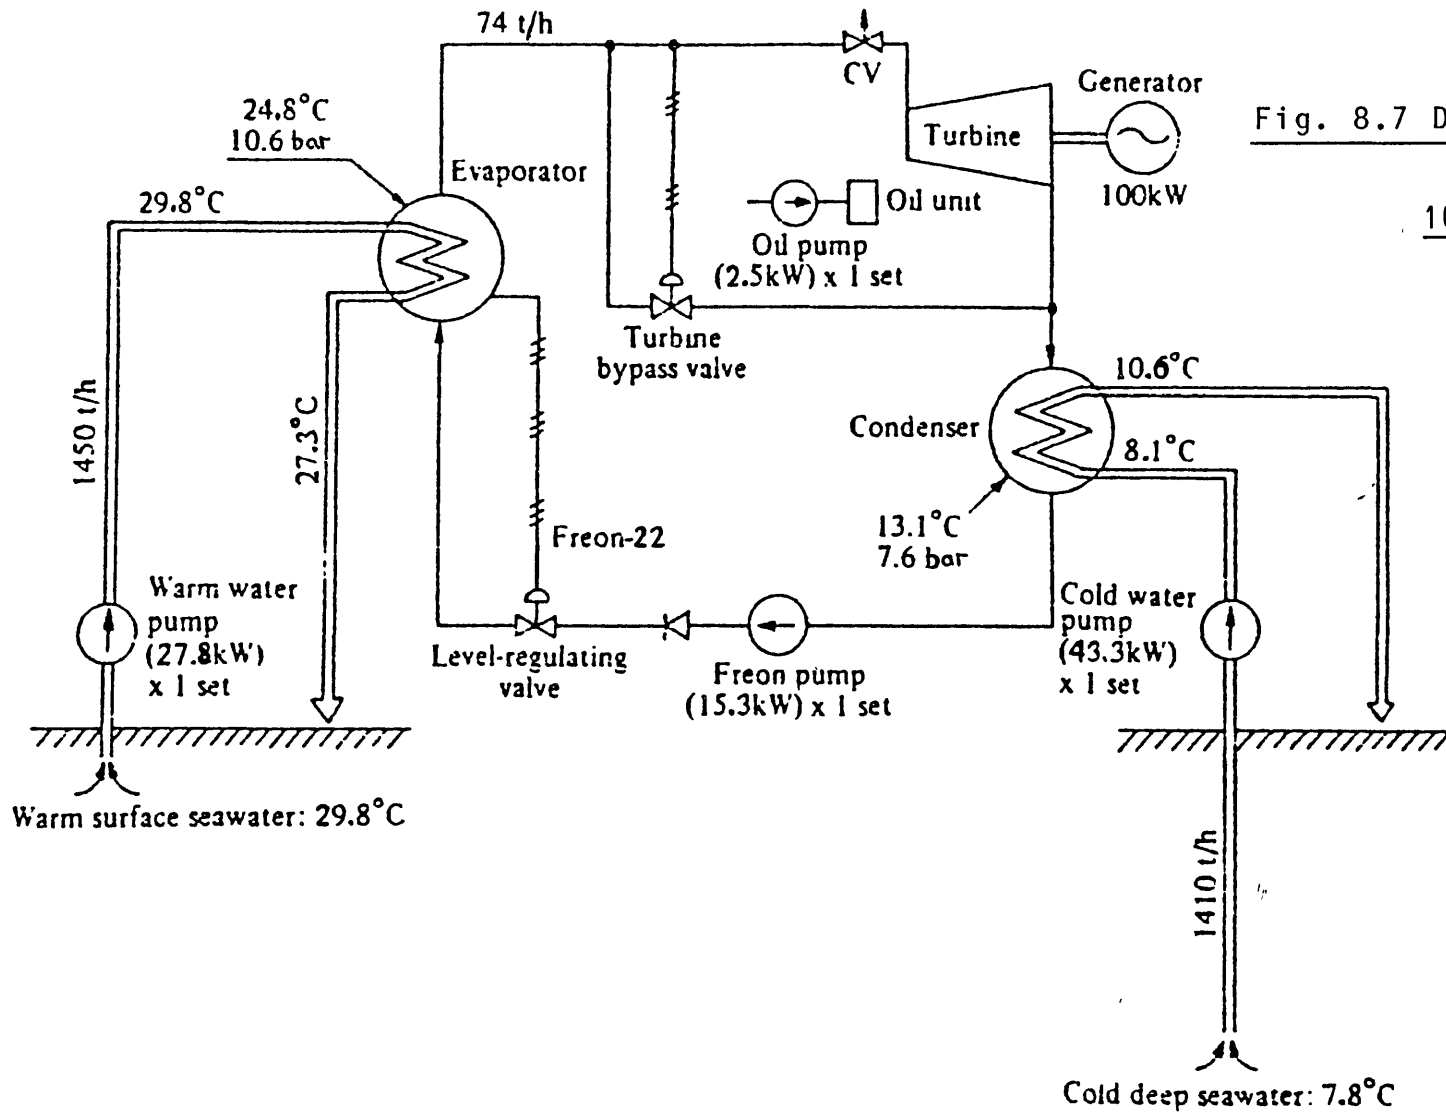 74 t/h
CV
Generator
24.8°C
10.6 bar
Turbine
Fig. 8.7 D
Evaporator
29.8°C
Oil unit
100kW
10
Oil pump
(2.5kW) x 1 set
Turbine
bypass valve
10.6°C
1450 t/h
27.3°C
Condenser
8.1°C
13.1°C
7.6 bar
Freon-22
Warm water
pump
(27.8kW)
x 1 set
Level-regulating
valve
Freon pump
(15.3kW) x 1 set
Cold water
pump
(43.3kW)
x 1 set
Warm surface seawater: 29.8°C
1410 t/h
Cold deep seawater: 7.8°C